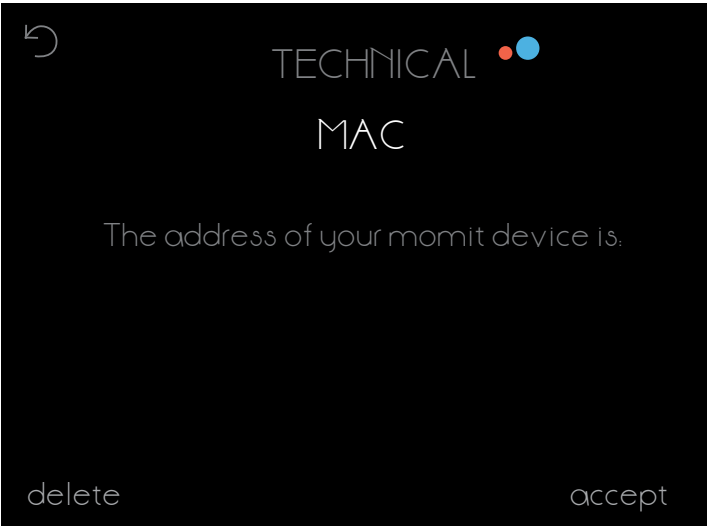 TECHNICAL
MAC
The address of your momit device is:
delete
accept